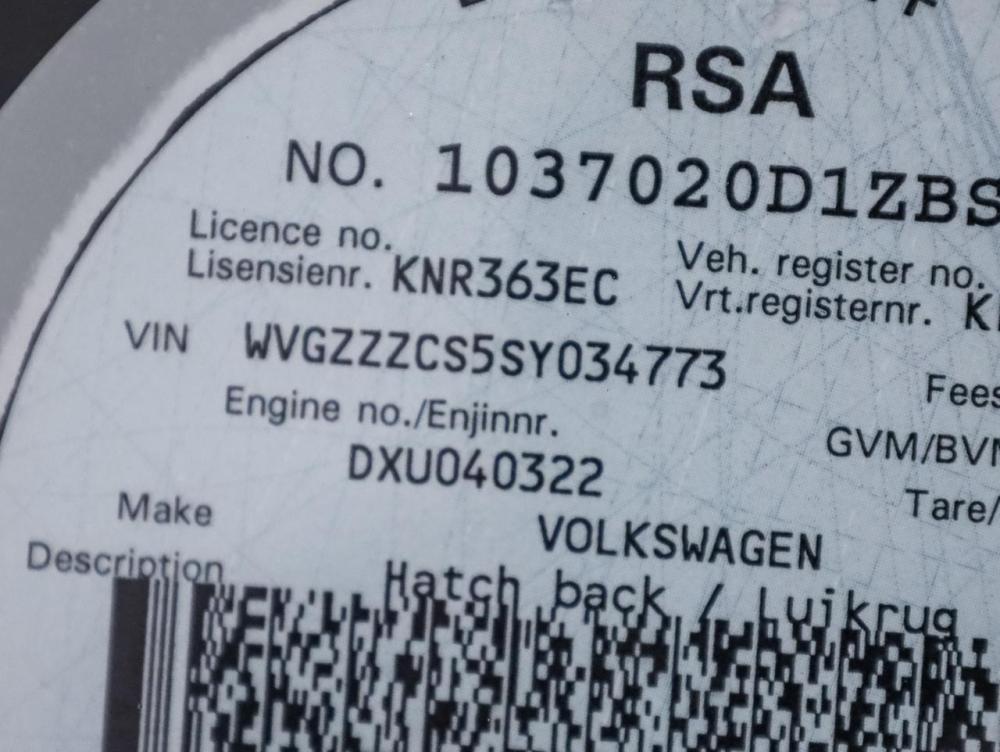 RSA
NO. 1037020D1ZBS
Licence no.
Lisensienr. KNR363EC
Veh. register no.
Vrt.registernr. K
VIN WVGZZZCS5SY034773
Fees
Engine no./Enjinnr.
GVM/BVM
DXU040322
Tare/
Make VOLKSWAGEN
Description Hatch back / Luikrug